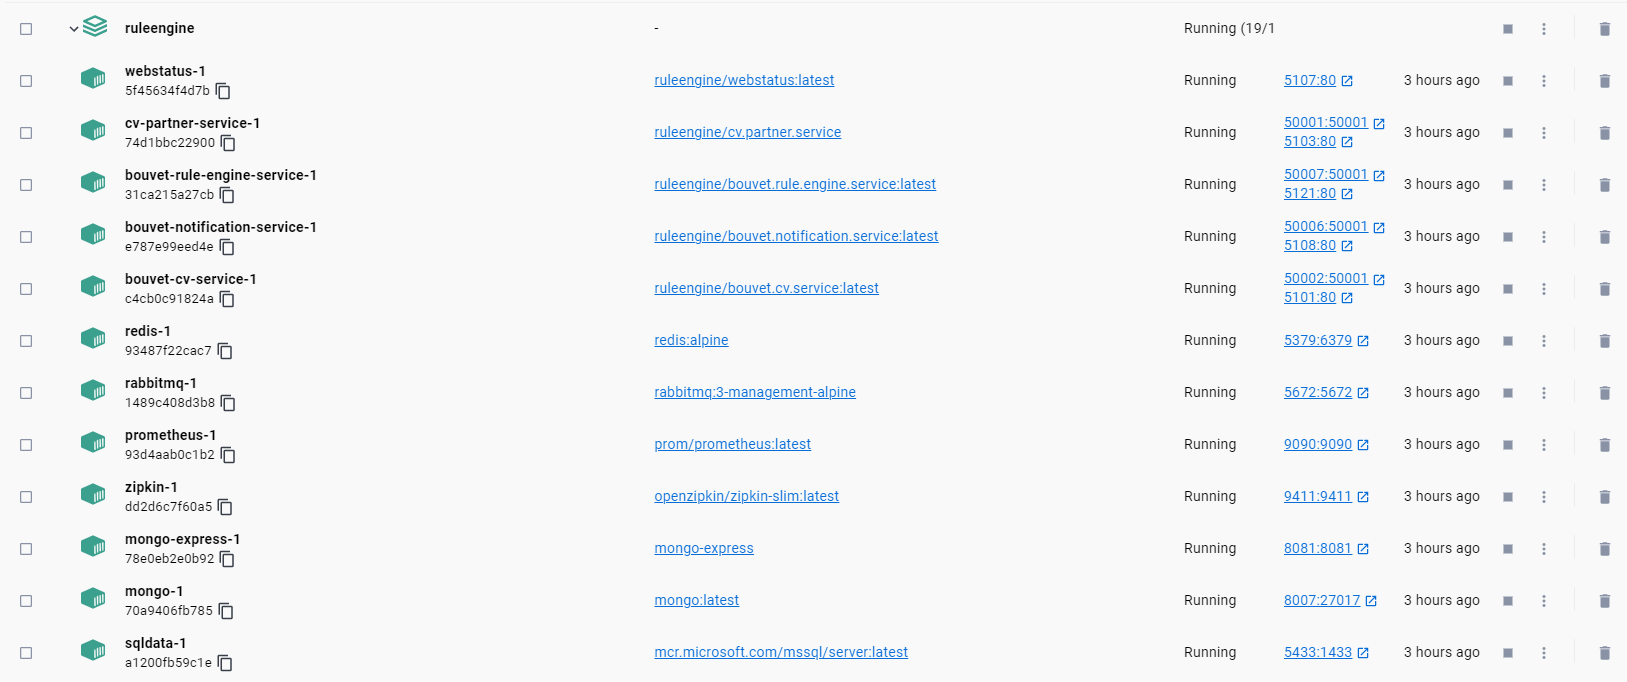 ruleengine - Running (19/1
webstatus-1
5f45634f4d7b ruleengine/webstatus:latest Running 5107:80 3 hours ago
cv-partner-service-1
74d1bbc22900 ruleengine/cv.partner.service Running 50001:50001 5103:80 3 hours ago
bouvet-rule-engine-service-1
31ca215a27cb ruleengine/bouvet.rule.engine.service:latest Running 50007:50001 5121:80 3 hours ago
bouvet-notification-service-1
e787e99eed4e ruleengine/bouvet.notification.service:latest Running 50006:50001 5108:80 3 hours ago
bouvet-cv-service-1
c4cb0c91824a ruleengine/bouvet.cv.service:latest Running 50002:50001 5101:80 3 hours ago
redis-1
93487f22cac7 redis:alpine Running 5379:6379 3 hours ago
rabbitmq-1
1489c408d3b8 rabbitmq:3-management-alpine Running 5672:5672 3 hours ago
prometheus-1
93d4aab0c1b2 prom/prometheus:latest Running 9090:9090 3 hours ago
zipkin-1
dd2d6c7f60a5 openzipkin/zipkin-slim:latest Running 9411:9411 3 hours ago
mongo-express-1
78e0eb2e0b92 mongo-express Running 8081:8081 3 hours ago
mongo-1
70a9406fb785 mongo:latest Running 8007:27017 3 hours ago
sqldata-1
a1200fb59c1e mcr.microsoft.com/mssql/server:latest Running 5433:1433 3 hours ago